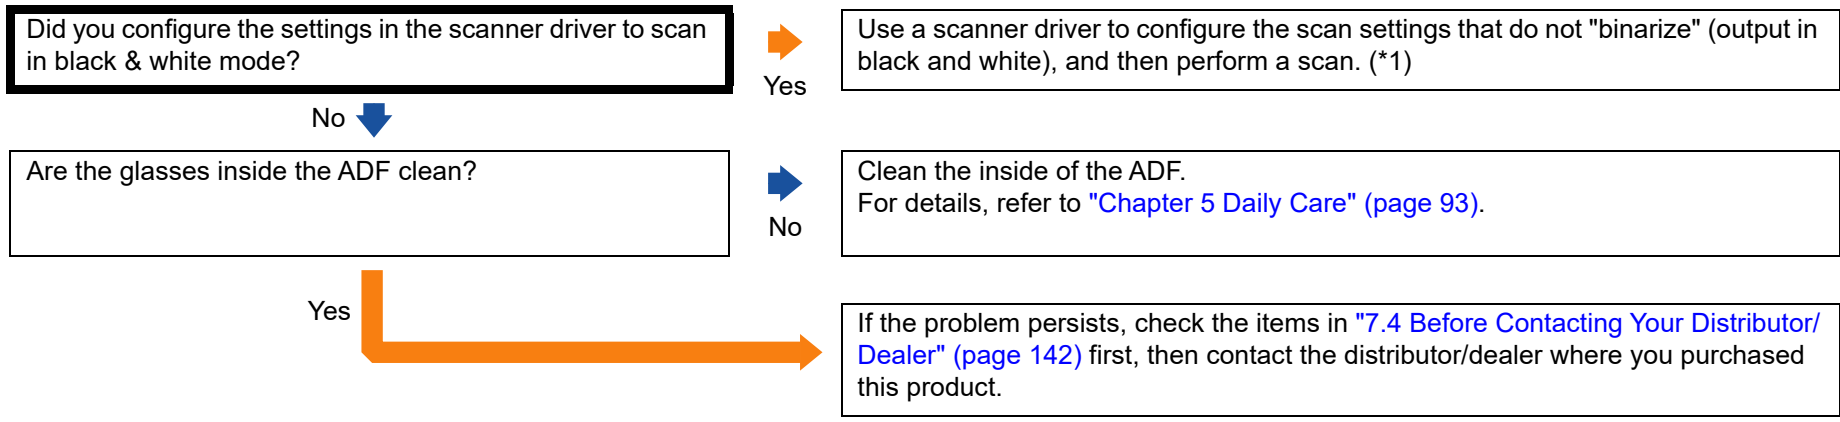 Did you configure the settings in the scanner driver to scan
in black & white mode?
Yes
Use a scanner driver to configure the scan settings that do not "binarize" (output in
black and white), and then perform a scan. (*1)
No
Are the glasses inside the ADF clean?
No
Clean the inside of the ADF.
For details, refer to "Chapter 5 Daily Care" (page 93).
Yes
If the problem persists, check the items in "7.4 Before Contacting Your Distributor/
Dealer" (page 142) first, then contact the distributor/dealer where you purchased
this product.